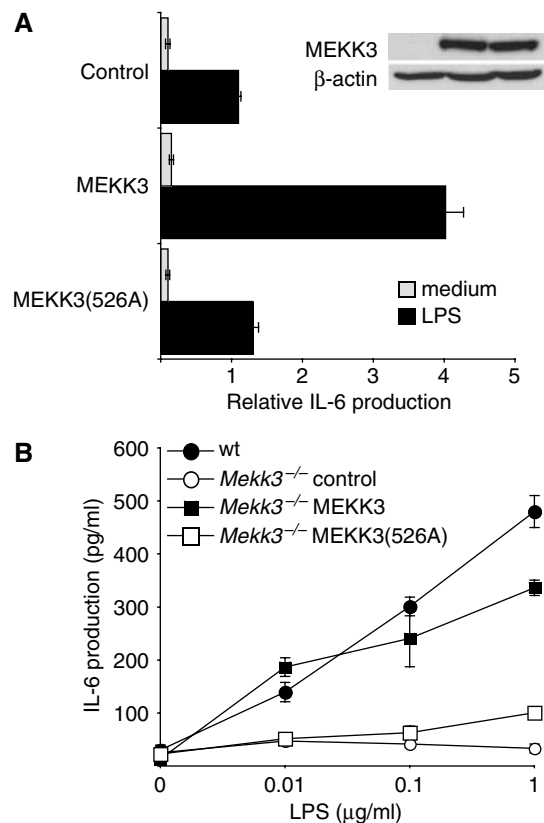 A
MEKK3
β-actin
Control
MEKK3
MEKK3(526A)
medium
LPS
1 2 3 4 5
Relative IL-6 production
B
wt
Mekk3−/− control
Mekk3−/− MEKK3
Mekk3−/− MEKK3(526A)
600
500
400
300
200
100
IL-6 production (pg/ml)
0 0.01 0.1 1
LPS (μg/ml)